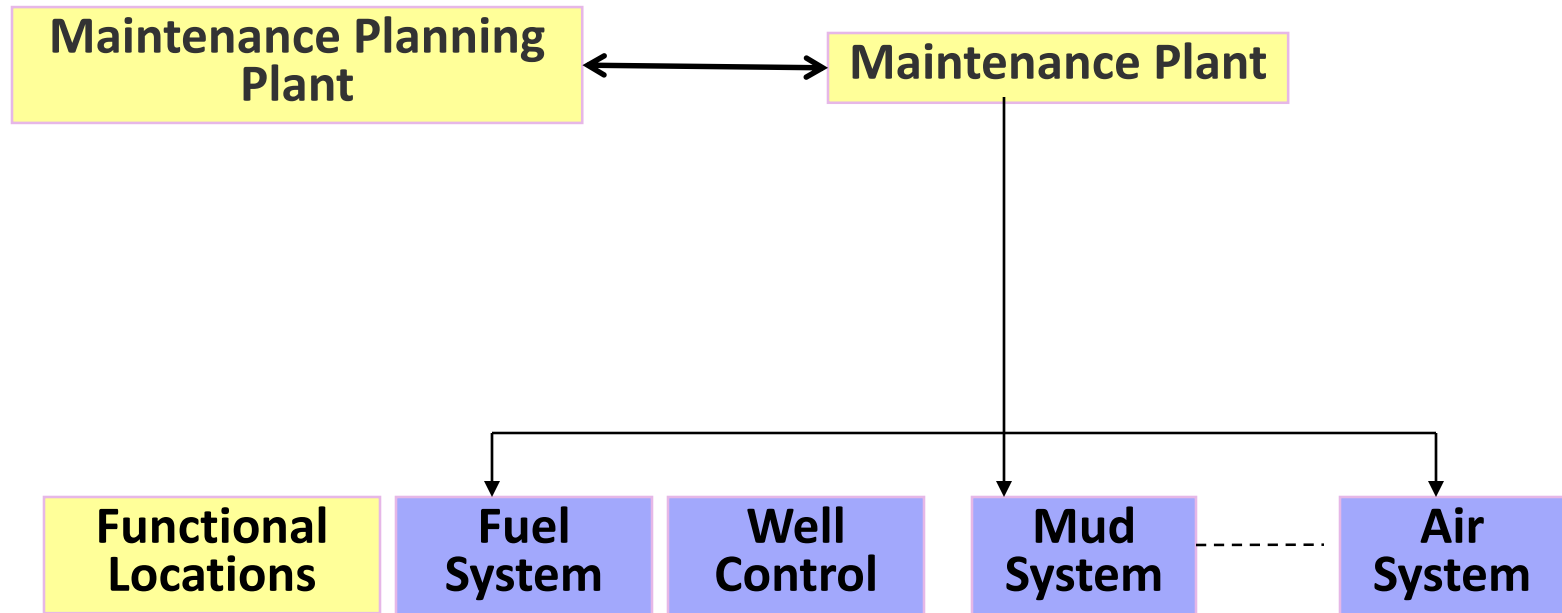 Maintenance Planning
Plant
Maintenance Plant
Functional
Locations
Fuel
System
Well
Control
Mud
System
Air
System